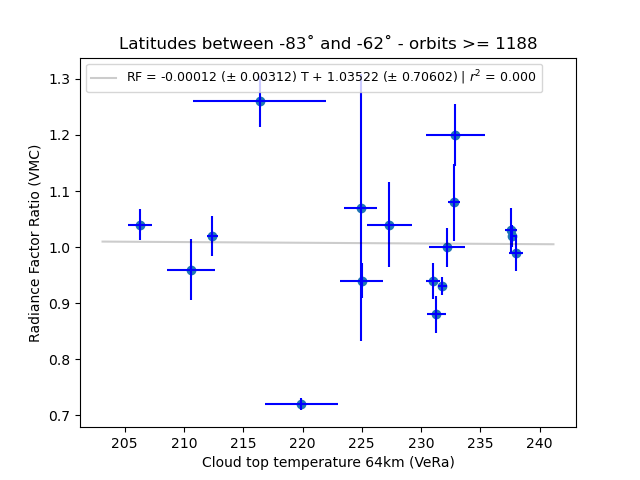 Latitudes between -83˚ and -62˚ - orbits >= 1188
RF = -0.00012 (± 0.00312) T + 1.03522 (± 0.70602) | r² = 0.000
1.3
1.2
1.1
1.0
0.9
0.8
0.7
Radiance Factor Ratio (VMC)
205 210 215 220 225 230 235 240
Cloud top temperature 64km (VeRa)